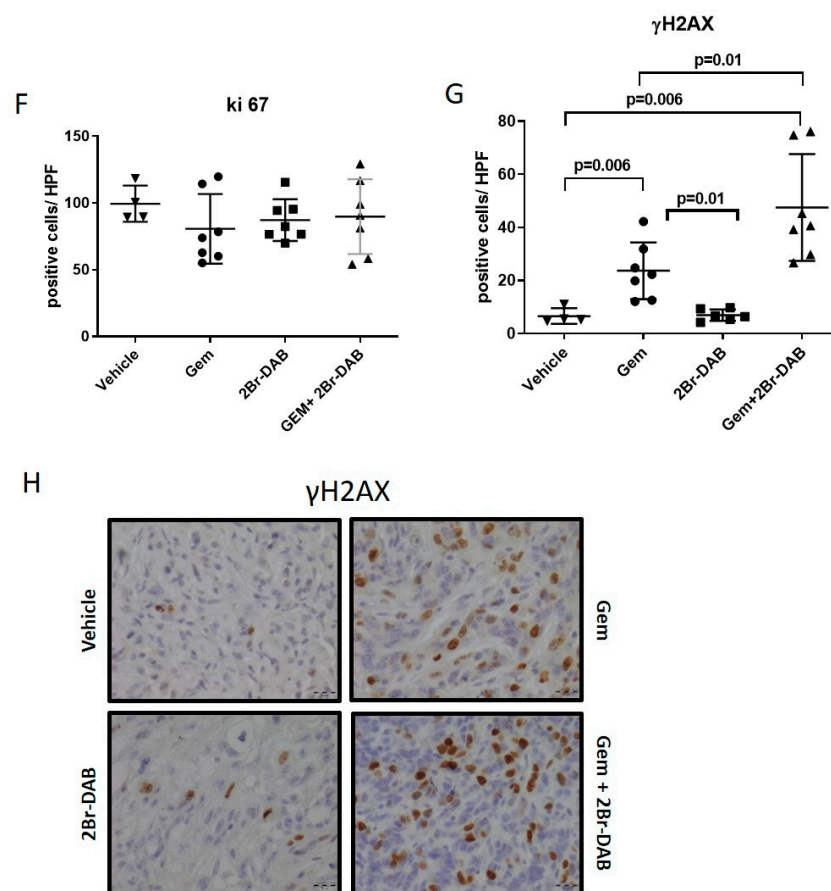 F
ki 67
positive cells/ HPF
150
100
50
0
Vehicle
Gem
2Br-DAB
GEM+ 2Br-DAB
G
γH2AX
p=0.01
p=0.006
p=0.006
p=0.01
positive cells/ HPF
80
60
40
20
0
Vehicle
Gem
2Br-DAB
Gem+2Br-DAB
H
γH2AX
Vehicle
Gem
2Br-DAB
Gem + 2Br-DAB